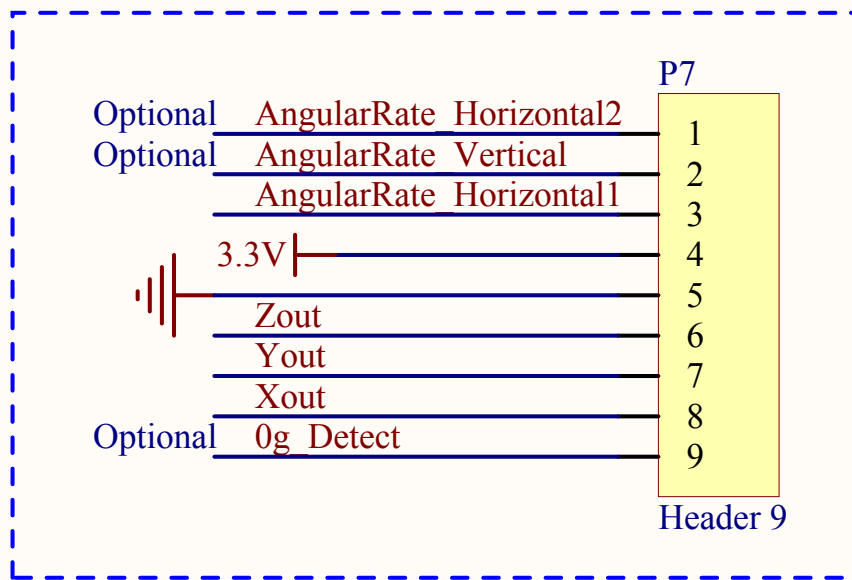 P7
Optional AngularRate_Horizontal2 1
Optional AngularRate_Vertical 2
AngularRate_Horizontal1 3
3.3V 4
5
Zout 6
Yout 7
Xout 8
Optional 0g_Detect 9
Header 9